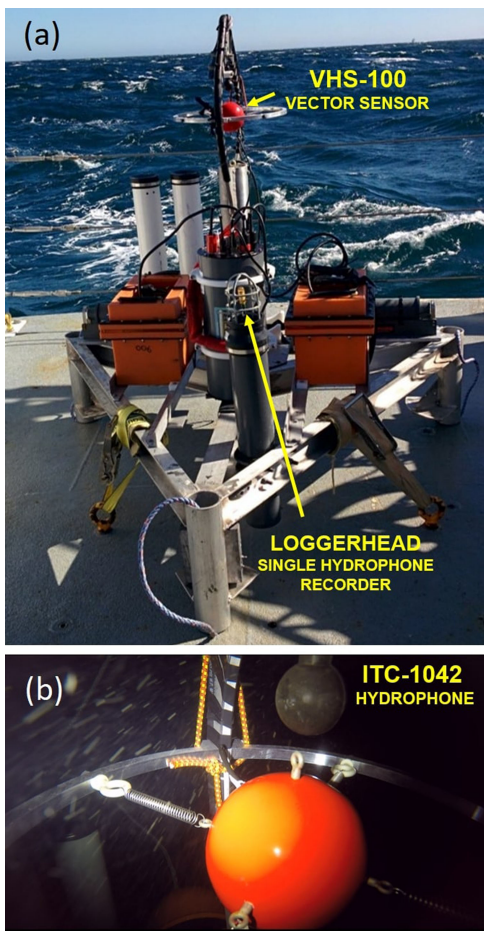 (a)
VHS-100
VECTOR SENSOR
LOGGERHEAD
SINGLE HYDROPHONE
RECORDER
(b)
ITC-1042
HYDROPHONE